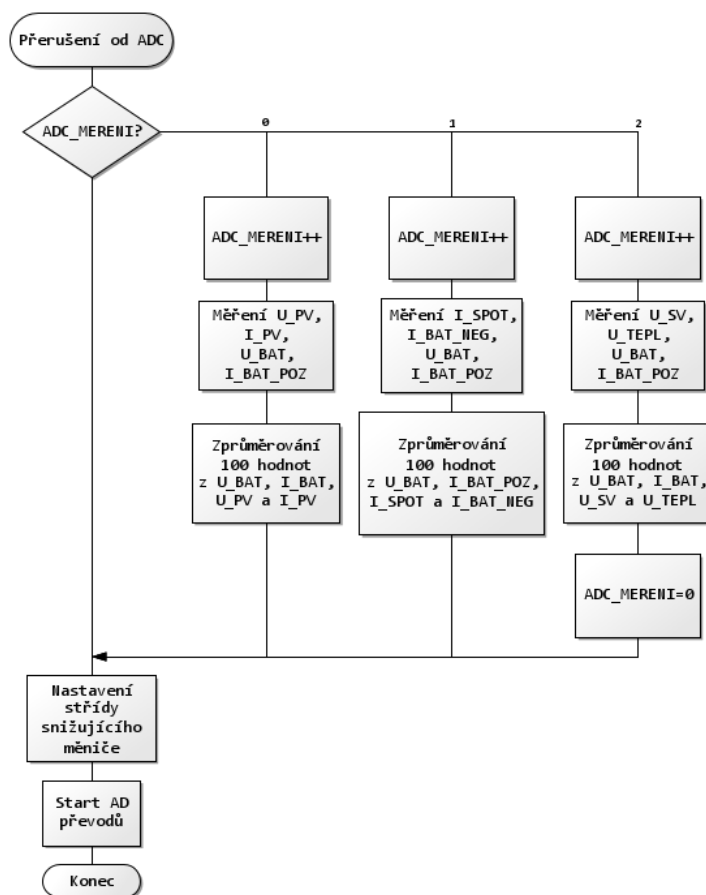 Přerušení od ADC
ADC_MERENI?
0
1
2
ADC_MERENI++
ADC_MERENI++
ADC_MERENI++
Měření U_PV,
I_PV,
U_BAT,
I_BAT_POZ
Měření I_SPOT,
I_BAT_NEG,
U_BAT,
I_BAT_POZ
Měření U_SV,
U_TEPL,
U_BAT,
I_BAT_POZ
Zprůměrování
100 hodnot
z U_BAT, I_BAT,
U_PV a I_PV
Zprůměrování
100 hodnot
z U_BAT, I_BAT_POZ,
I_SPOT a I_BAT_NEG
Zprůměrování
100 hodnot
z U_BAT, I_BAT,
U_SV a U_TEPL
ADC_MERENI=0
Nastavení
střídy
snižujícího
měniče
Start AD
převodů
Konec